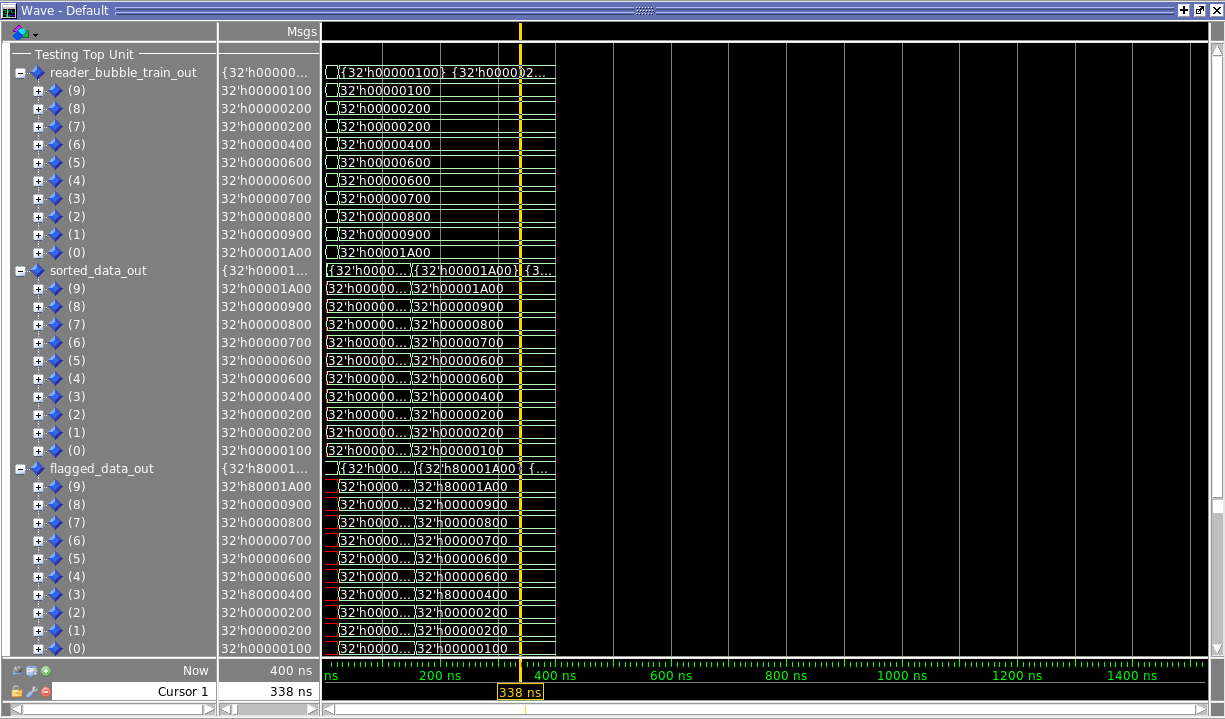 Wave - Default
Msgs
Testing Top Unit
reader_bubble_train_out {32'h00000... {32'h00000100} {32'h000002...
(9) 32'h00000100 32'h00000100
(8) 32'h00000200 32'h00000200
(7) 32'h00000200 32'h00000200
(6) 32'h00000400 32'h00000400
(5) 32'h00000600 32'h00000600
(4) 32'h00000600 32'h00000600
(3) 32'h00000700 32'h00000700
(2) 32'h00000800 32'h00000800
(1) 32'h00000900 32'h00000900
(0) 32'h00001A00 32'h00001A00
sorted_data_out {32'h00001... {32'h0000... {32'h00001A00} {3...
(9) 32'h00001A00 32'h00000... 32'h00001A00
(8) 32'h00000900 32'h00000... 32'h00000900
(7) 32'h00000800 32'h00000... 32'h00000800
(6) 32'h00000700 32'h00000... 32'h00000700
(5) 32'h00000600 32'h00000... 32'h00000600
(4) 32'h00000600 32'h00000... 32'h00000600
(3) 32'h00000400 32'h00000... 32'h00000400
(2) 32'h00000200 32'h00000... 32'h00000200
(1) 32'h00000200 32'h00000... 32'h00000200
(0) 32'h00000100 32'h00000... 32'h00000100
flagged_data_out {32'h80001... {32'h000... {32'h80001A00} {...
(9) 32'h80001A00 32'h0000... 32'h80001A00
(8) 32'h00000900 32'h0000... 32'h00000900
(7) 32'h00000800 32'h0000... 32'h00000800
(6) 32'h00000700 32'h0000... 32'h00000700
(5) 32'h00000600 32'h0000... 32'h00000600
(4) 32'h00000600 32'h0000... 32'h00000600
(3) 32'h80000400 32'h0000... 32'h80000400
(2) 32'h00000200 32'h0000... 32'h00000200
(1) 32'h00000200 32'h0000... 32'h00000200
(0) 32'h00000100 32'h0000... 32'h00000100
Now 400 ns ns 200 ns 400 ns 600 ns 800 ns 1000 ns 1200 ns 1400 ns
Cursor 1 338 ns 338 ns